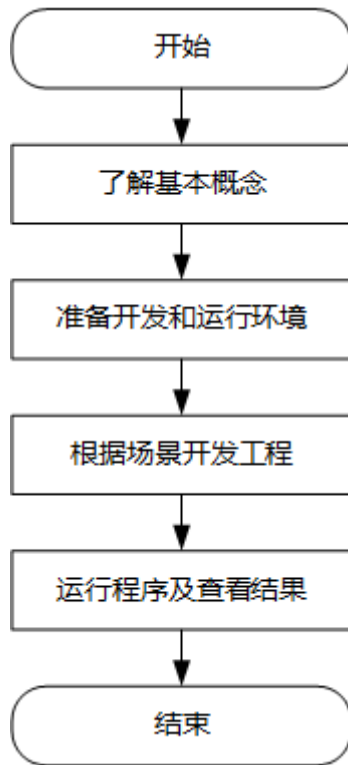 开始
了解基本概念
准备开发和运行环境
根据场景开发工程
运行程序及查看结果
结束